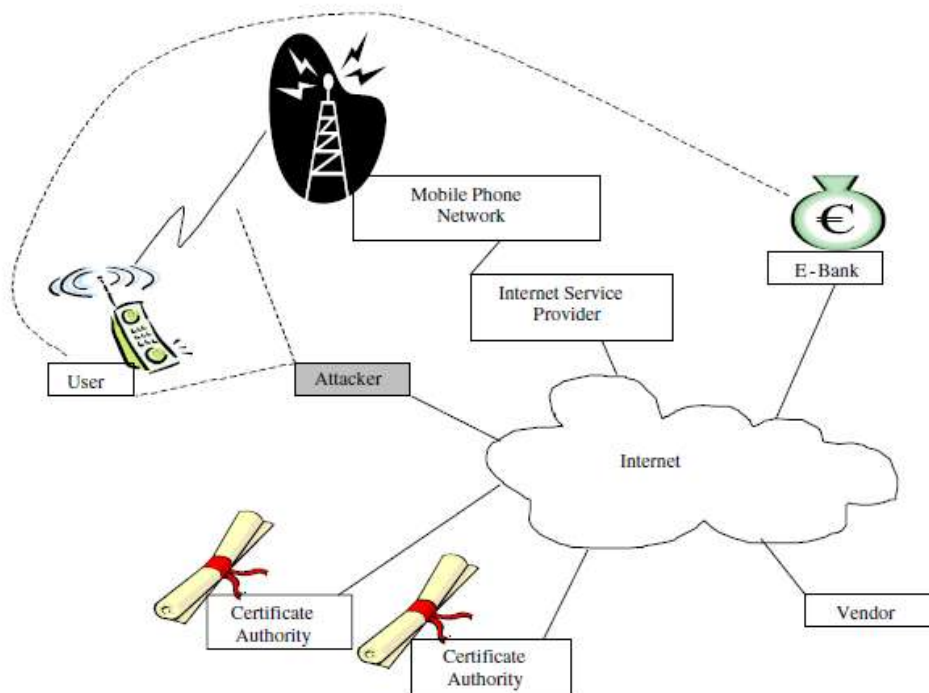 Mobile Phone
Network
€
E-Bank
Internet Service
Provider
User
Attacker
Internet
Certificate
Authority
Vendor
Certificate
Authority